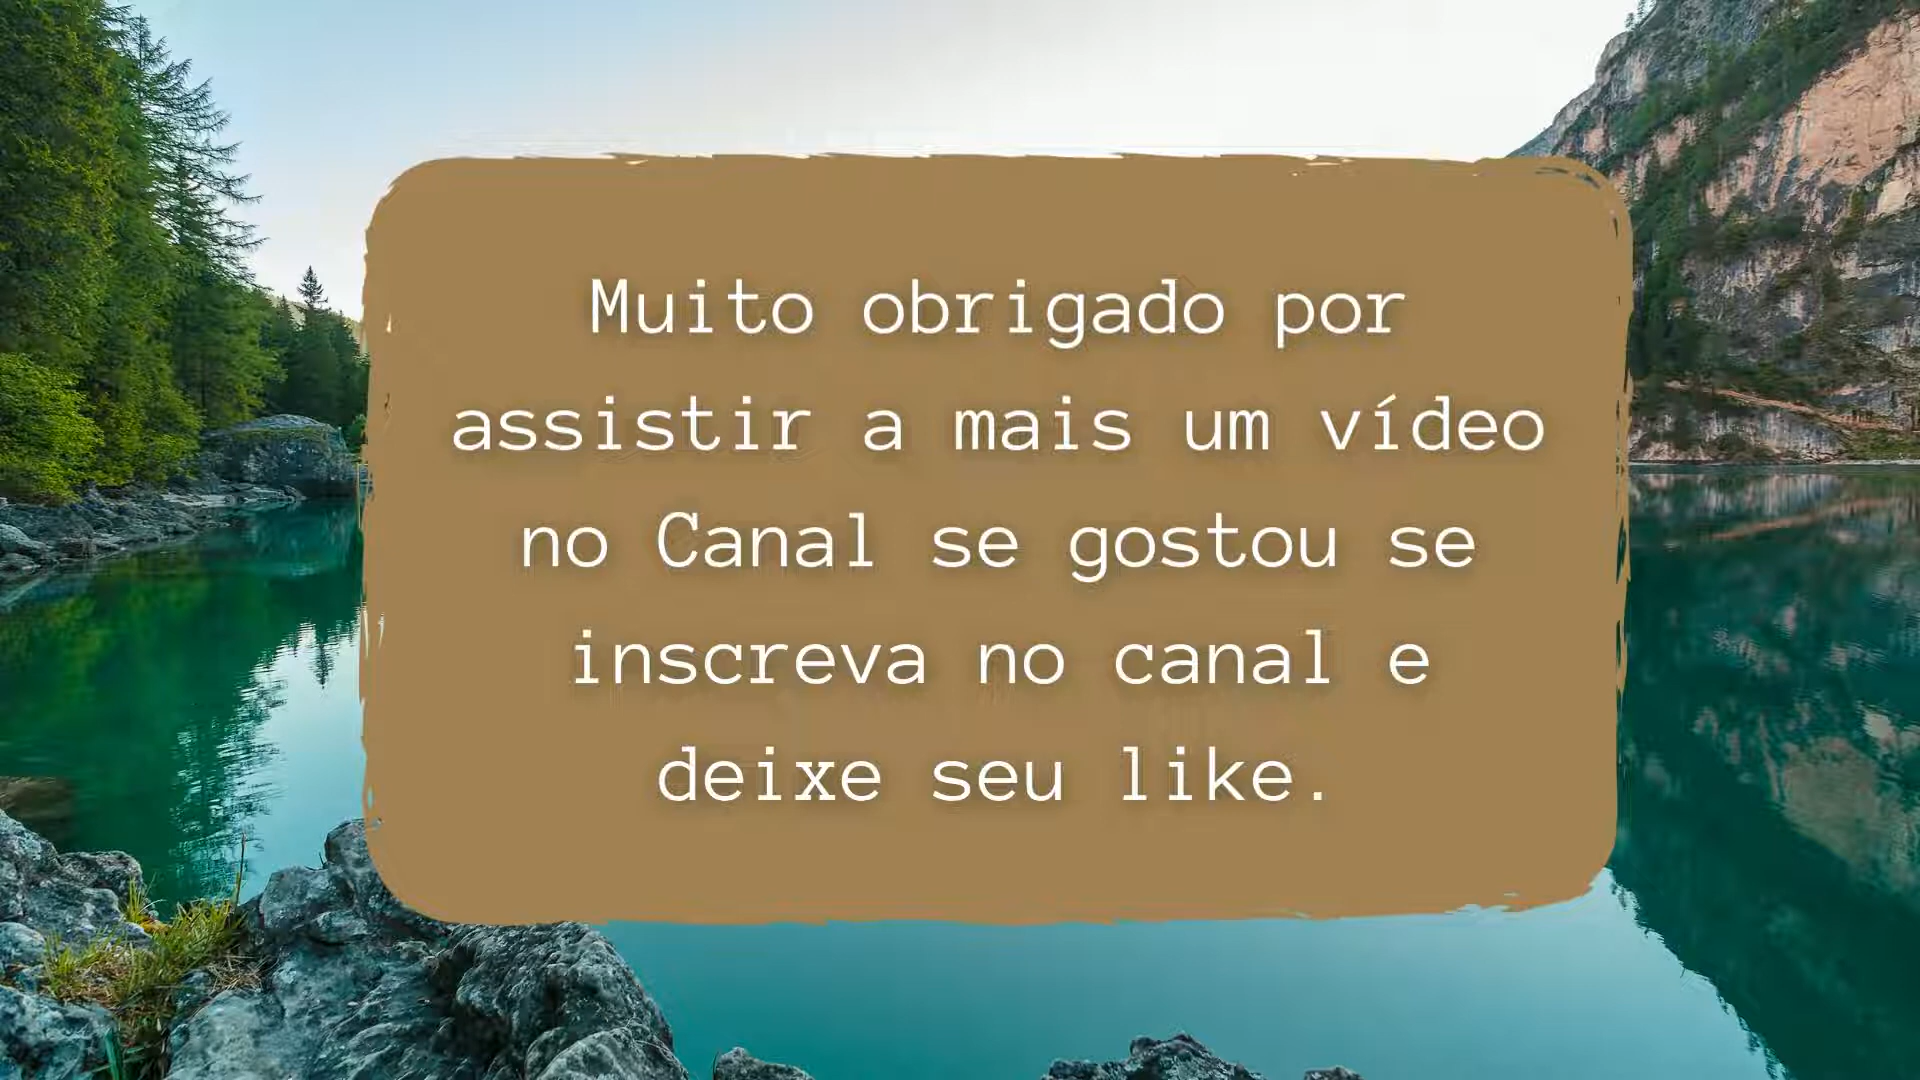 Muito obrigado por
assistir a mais um vídeo
no Canal se gostou se
inscreva no canal e
deixe seu like.